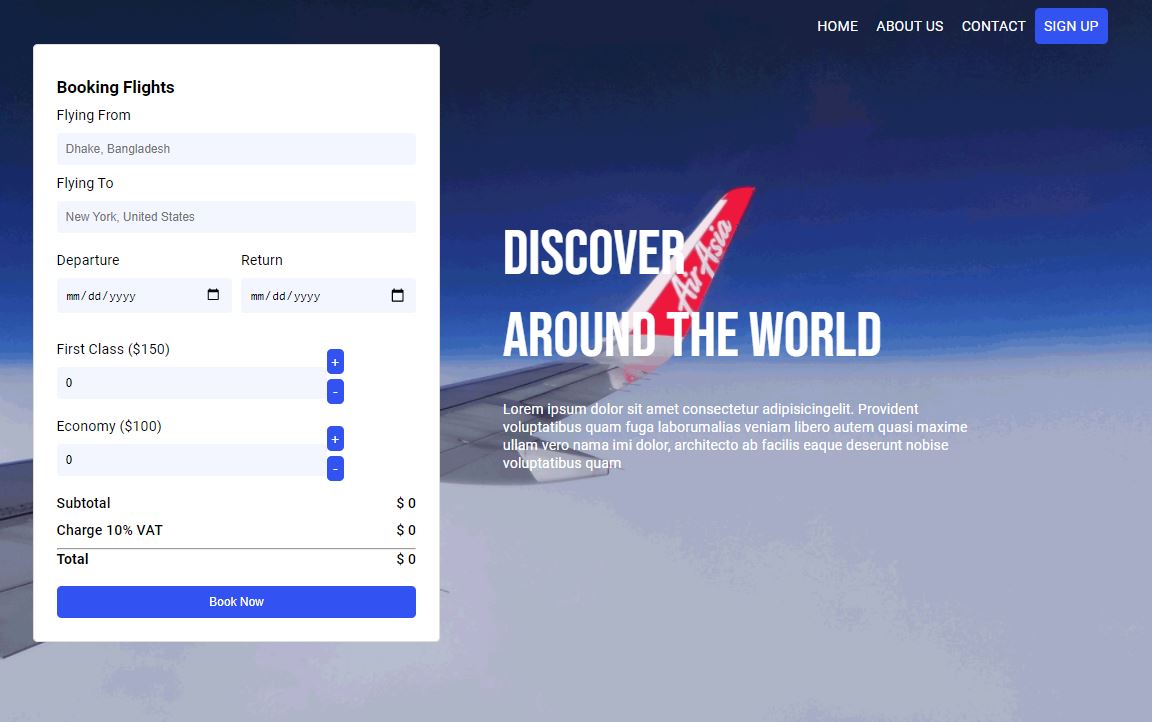 HOME ABOUT US CONTACT SIGN UP
Booking Flights
Flying From
Dhake, Bangladesh
Flying To
New York, United States
Departure Return
mm/dd/yyyy mm/dd/yyyy
First Class ($150)
+
0
-
Economy ($100)
+
0
-
Subtotal $ 0
Charge 10% VAT $ 0
Total $ 0
Book Now
AirAsia
DISCOVER
AROUND THE WORLD
Lorem ipsum dolor sit amet consectetur adipisicingelit. Provident
voluptatibus quam fuga laborumalias veniam libero autem quasi maxime
ullam vero nama imi dolor, architecto ab facilis eaque deserunt nobise
voluptatibus quam